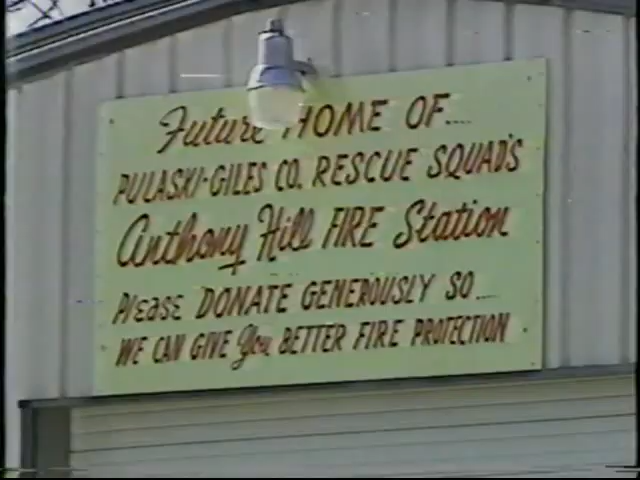 Future HOME OF....
PULASKI-GILES CO. RESCUE SQUAD'S
Anthony Hill FIRE Station
Please DONATE GENEROUSLY SO....
WE CAN GIVE You BETTER FIRE PROTECTION